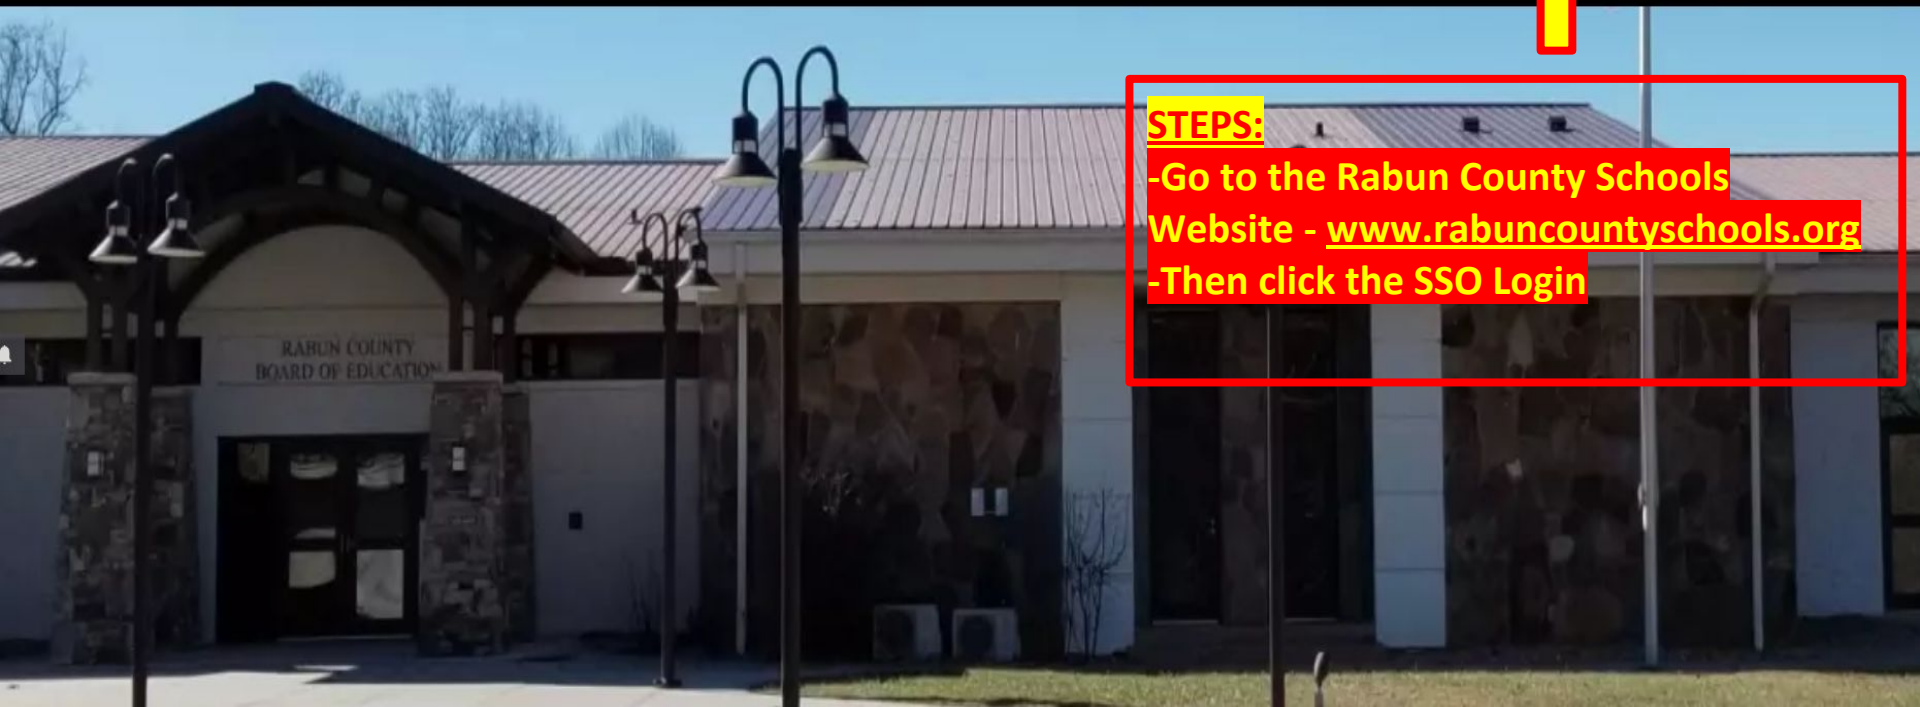 STEPS:
-Go to the Rabun County Schools
Website - www.rabuncountyschools.org
-Then click the SSO Login
RABUN COUNTY
BOARD OF EDUCATION